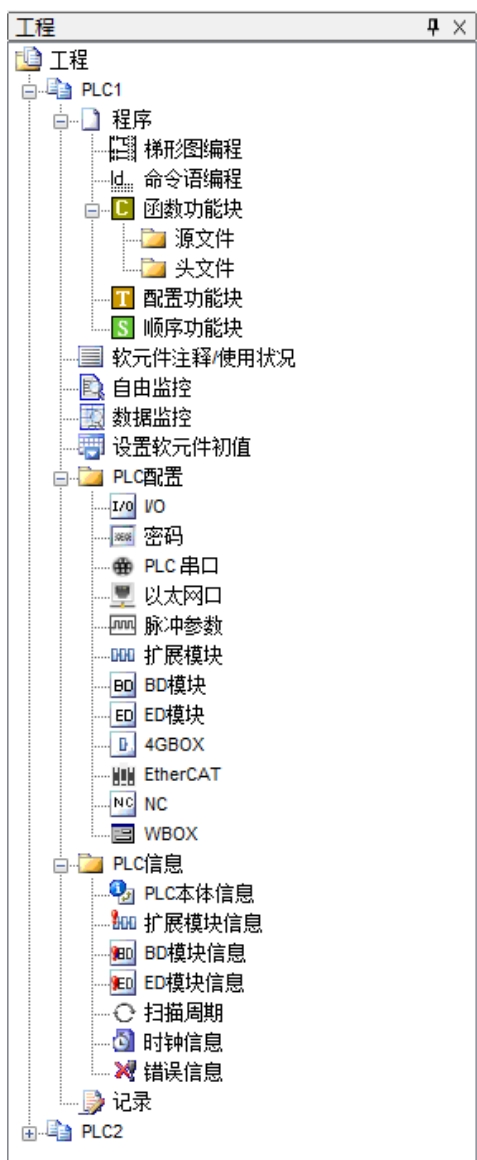 工程
工程
PLC1
程序
梯形图编程
命令语编程
函数功能块
源文件
头文件
配置功能块
顺序功能块
软元件注释/使用状况
自由监控
数据监控
设置软元件初值
PLC配置
I/O
密码
PLC 串口
以太网口
脉冲参数
扩展模块
BD模块
ED模块
4GBOX
EtherCAT
NC
WBOX
PLC信息
PLC本体信息
扩展模块信息
BD模块信息
ED模块信息
扫描周期
时钟信息
错误信息
记录
PLC2